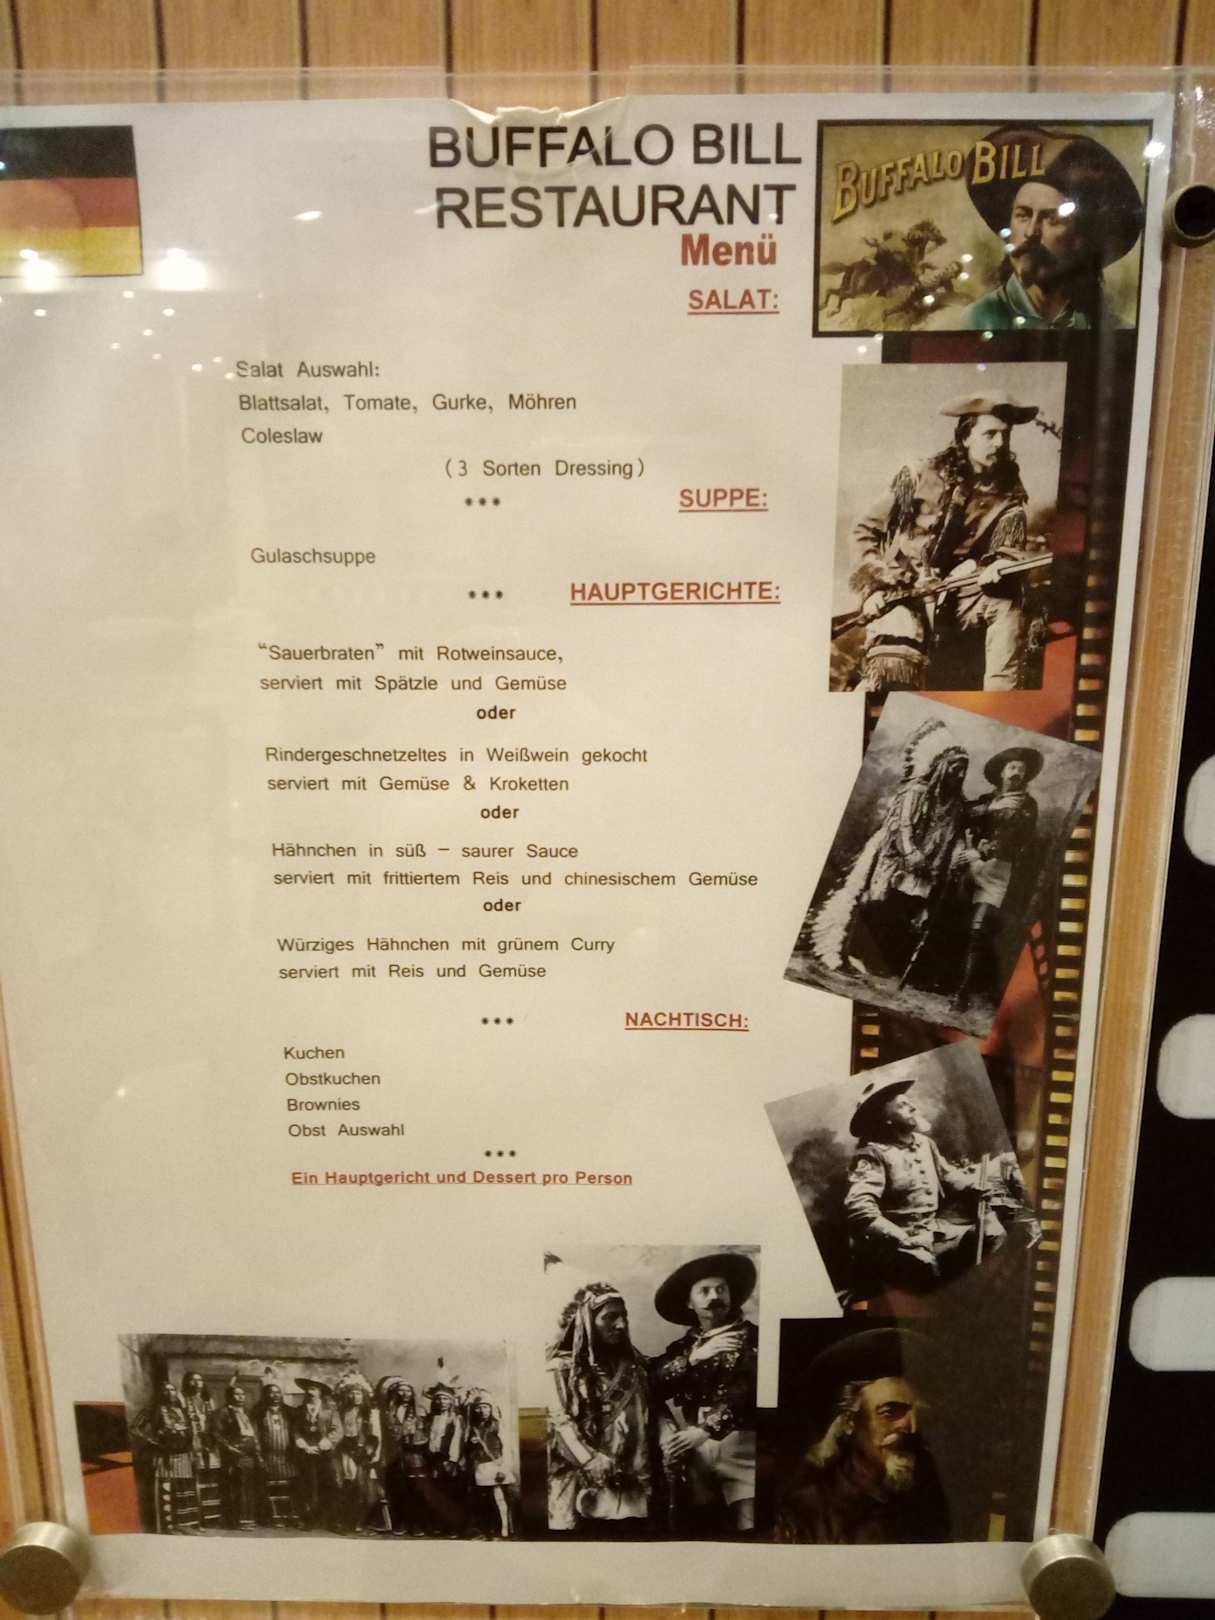 BUFFALO BILL
RESTAURANT
Menü
BUFFALO BILL
SALAT:
Salat Auswahl:
Blattsalat, Tomate, Gurke, Möhren
Coleslaw
(3 Sorten Dressing)
*** SUPPE:
Gulaschsuppe
*** HAUPTGERICHTE:
“Sauerbraten” mit Rotweinsauce,
serviert mit Spätzle und Gemüse
oder
Rindergeschnetzeltes in Weißwein gekocht
serviert mit Gemüse & Kroketten
oder
Hähnchen in süß – saurer Sauce
serviert mit frittiertem Reis und chinesischem Gemüse
oder
Würziges Hähnchen mit grünem Curry
serviert mit Reis und Gemüse
*** NACHTISCH:
Kuchen
Obstkuchen
Brownies
Obst Auswahl
***
Ein Hauptgericht und Dessert pro Person